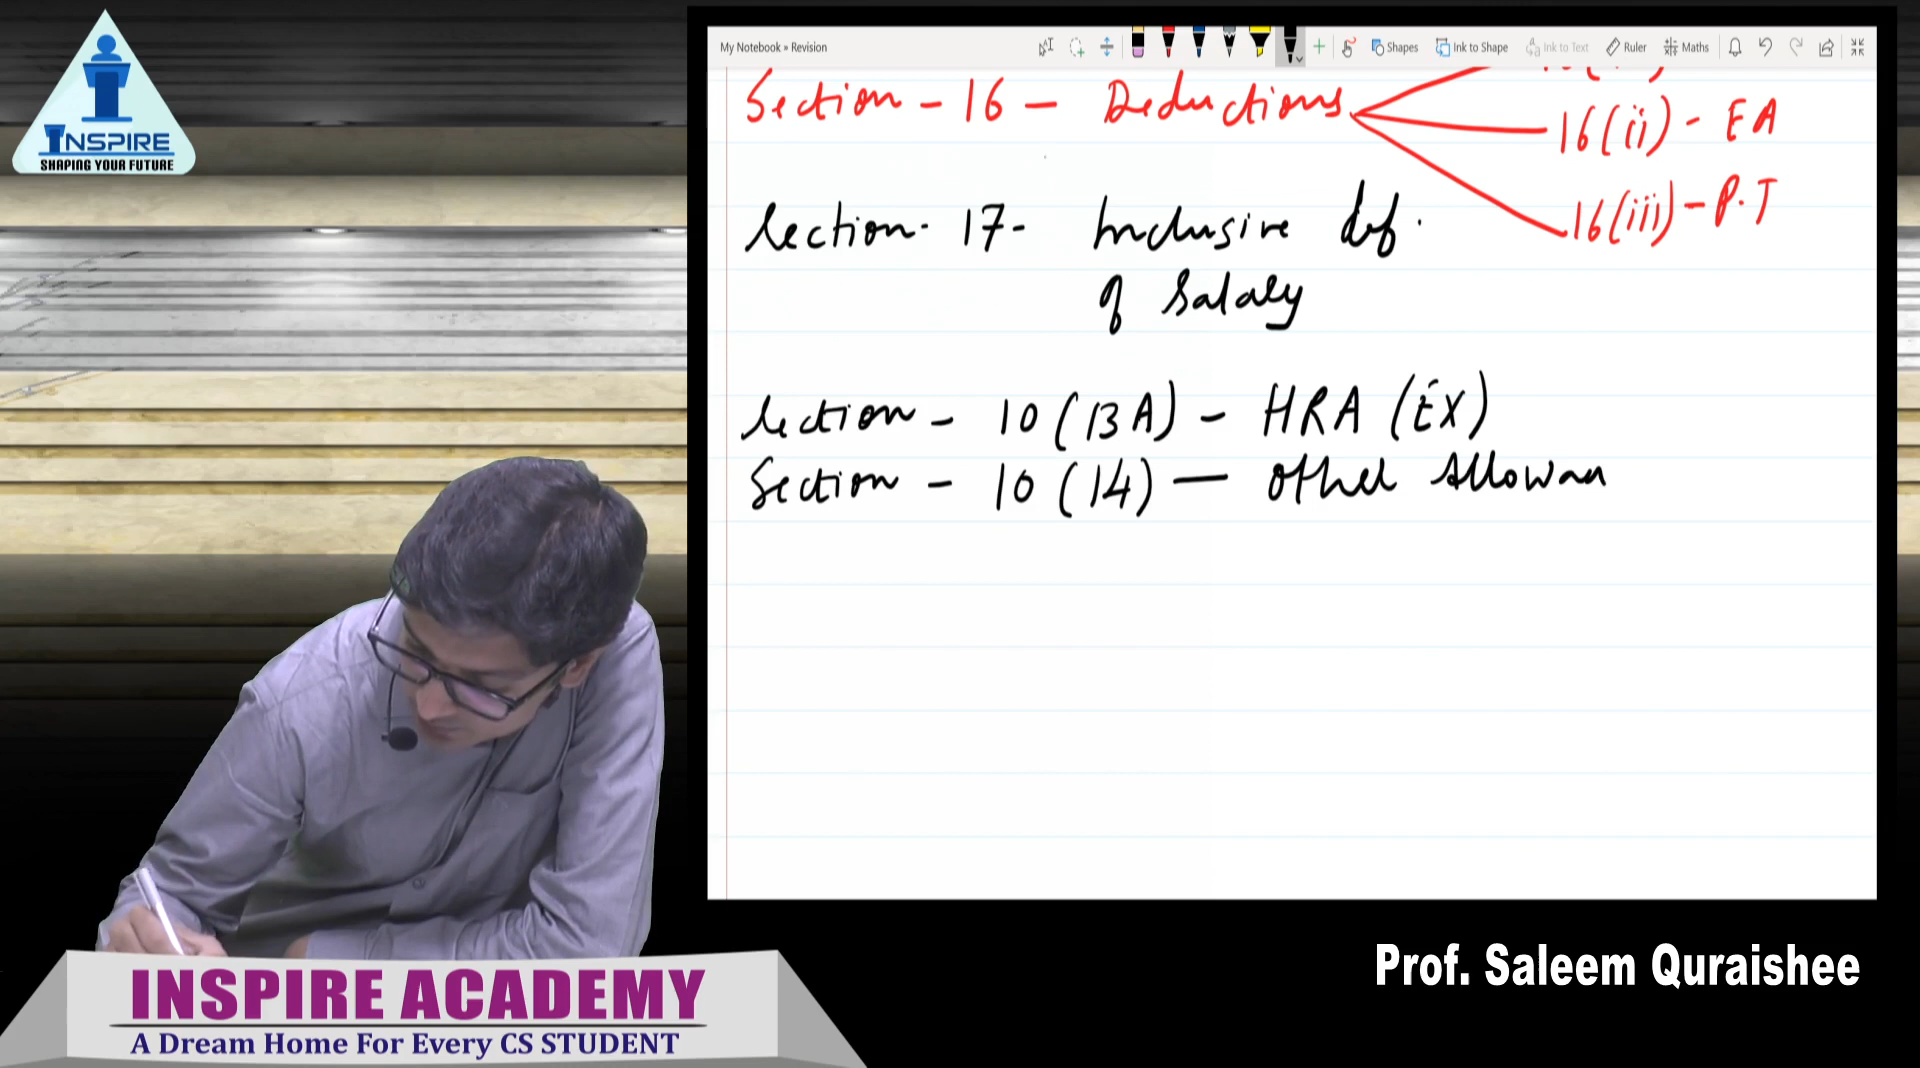 INSPIRE
SHAPING YOUR FUTURE
My Notebook » Revision
Shapes
Ink to Shape
Ink to Text
Ruler
Maths
Section - 16 - Deductions
16(ii) - EA
16(iii) - P.T
Section - 17 - Inclusive def.
of Salary
Section - 10(13A) - HRA (EX)
Section - 10(14) - Other Allowan
Prof. Saleem Quraishee
INSPIRE ACADEMY
A Dream Home For Every CS STUDENT